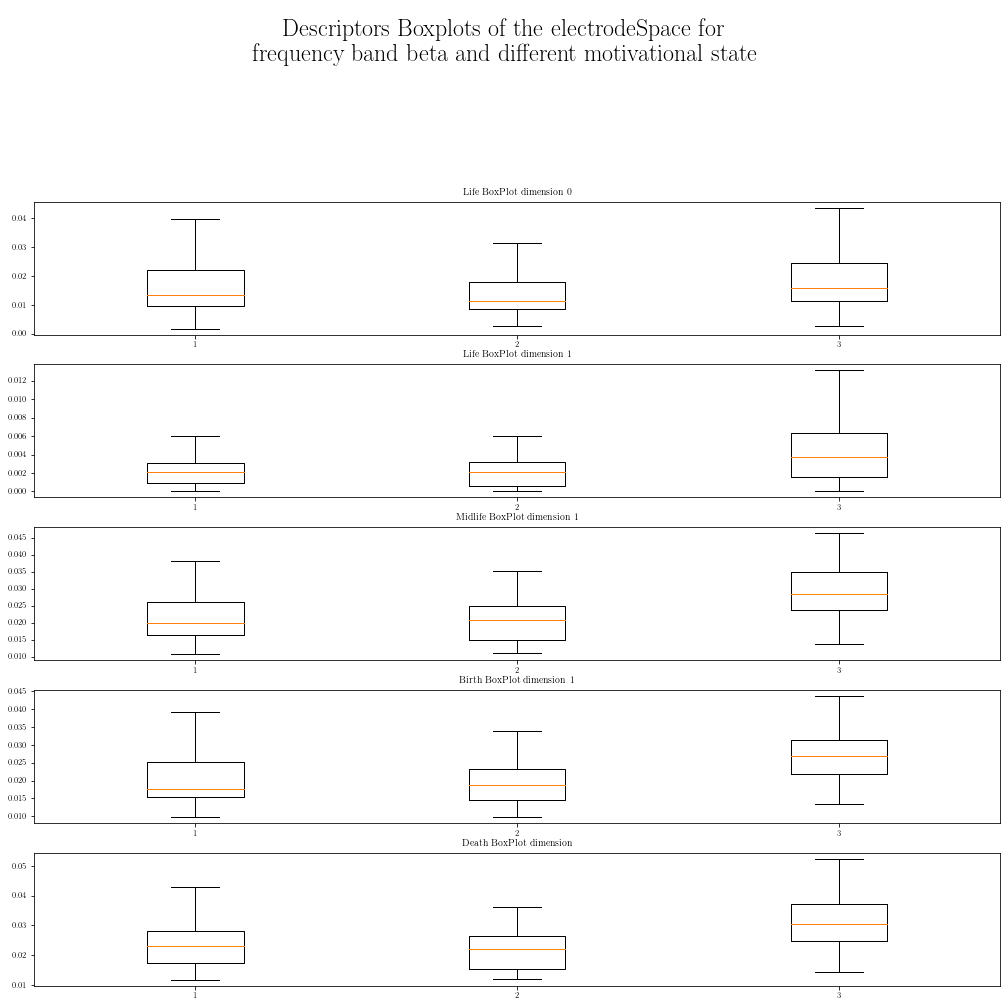 Descriptors Boxplots of the electrodeSpace for
frequency band beta and different motivational state
Life BoxPlot dimension 0
0.04
0.03
0.02
0.01
0.00
1 2 3
Life BoxPlot dimension 1
0.012
0.010
0.008
0.006
0.004
0.002
0.000
1 2 3
Midlife BoxPlot dimension 1
0.045
0.040
0.035
0.030
0.025
0.020
0.015
0.010
1 2 3
Birth BoxPlot dimension 1
0.045
0.040
0.035
0.030
0.025
0.020
0.015
0.010
1 2 3
Death BoxPlot dimension
0.05
0.04
0.03
0.02
0.01
1 2 3